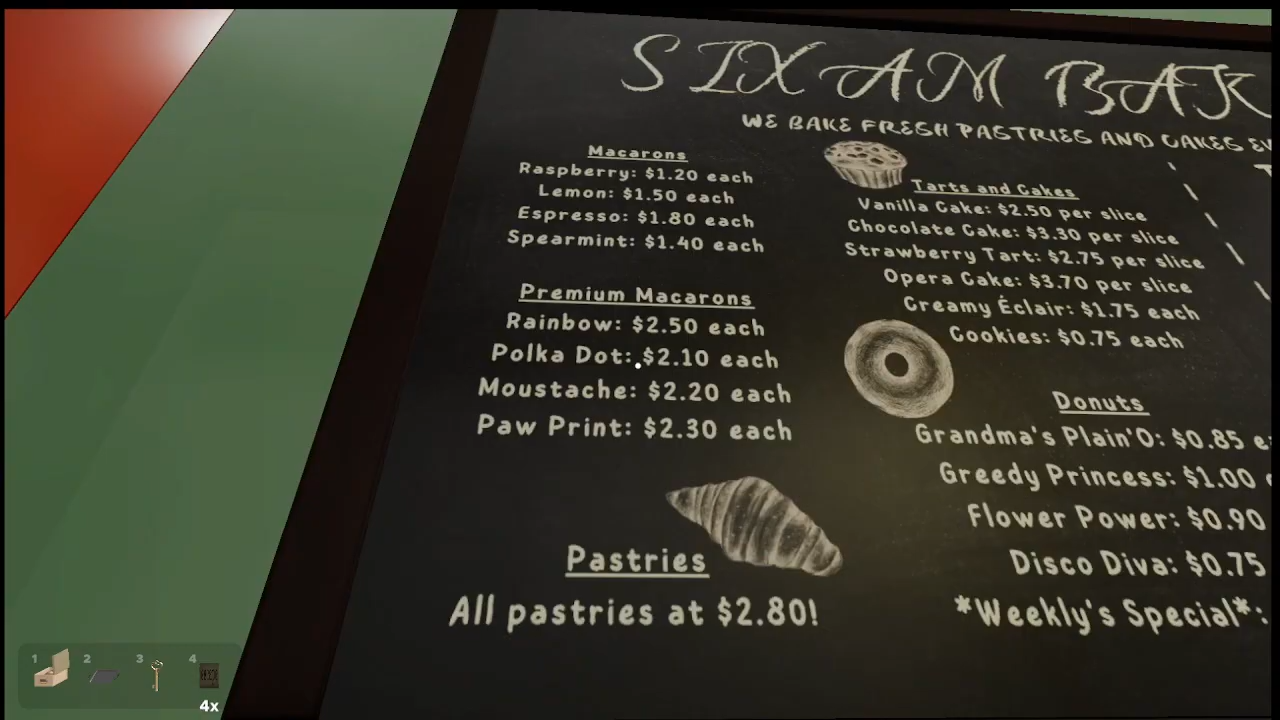 SIX AM BAK
WE BAKE FRESH PASTRIES AND CAKES
Macarons
Raspberry: $1.20 each
Lemon: $1.50 each
Espresso: $1.80 each
Spearmint: $1.40 each
Premium Macarons
Rainbow: $2.50 each
Polka Dot: $2.10 each
Moustache: $2.20 each
Paw Print: $2.30 each
Pastries
All pastries at $2.80!
Tarts and Cakes
Vanilla Cake: $2.50 per slice
Chocolate Cake: $3.30 per slice
Strawberry Tart: $2.75 per slice
Opera Cake: $3.70 per slice
Creamy Éclair: $1.75 each
Cookies: $0.75 each
Donuts
Grandma's Plain'O: $0.85
Greedy Princess: $1.00
Flower Power: $0.90
Disco Diva: $0.75
*Weekly's Special*:
1 2 3 4
4x